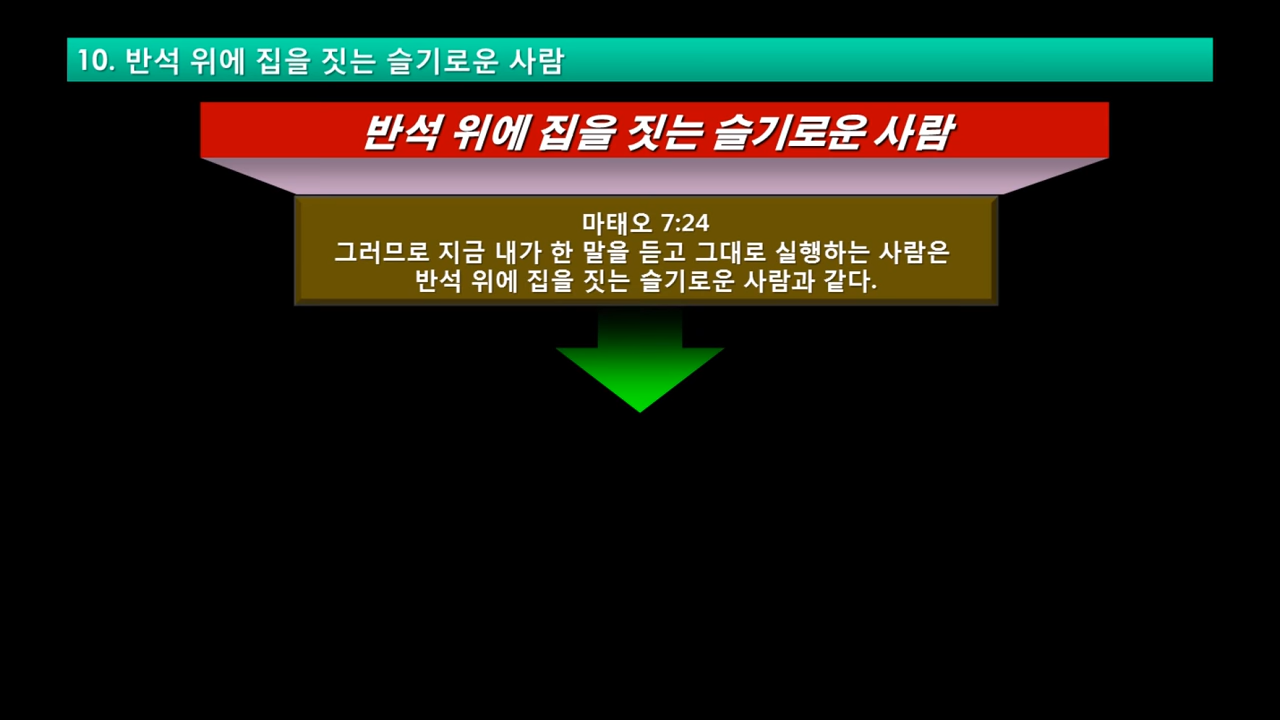 10. 반석 위에 집을 짓는 슬기로운 사람
반석 위에 집을 짓는 슬기로운 사람
마태오 7:24
그러므로 지금 내가 한 말을 듣고 그대로 실행하는 사람은
반석 위에 집을 짓는 슬기로운 사람과 같다.